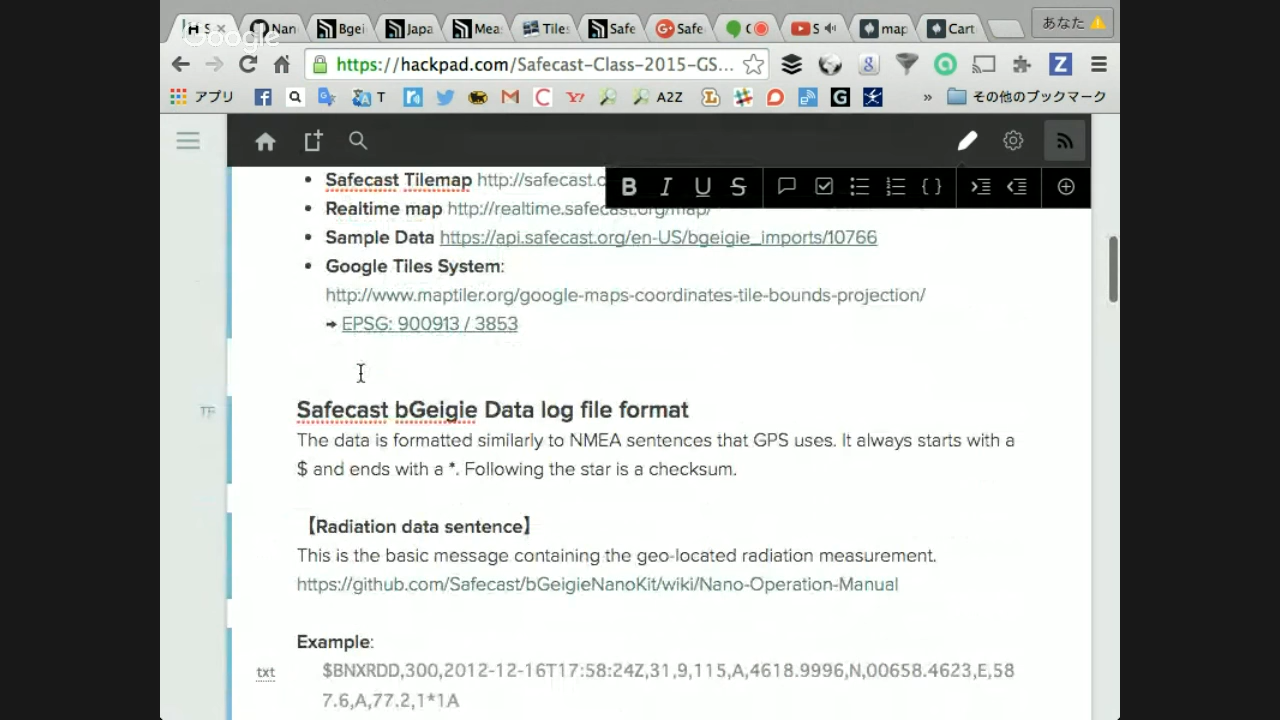 Nan
Bgei
Japa
Mea
Tile
Safe
Safe
C
S
map
Cart
あなた
Google
https://hackpad.com/Safecast-Class-2015-GS...
アプリ
T
A2Z
» その他のブックマーク
Safecast Tilemap http://safecast.c
B I U S
Realtime map http://realtime.safecast.org/map/
Sample Data https://api.safecast.org/en-US/bgeigie_imports/10766
Google Tiles System:
http://www.maptiler.org/google-maps-coordinates-tile-bounds-projection/
➞ EPSG: 900913 / 3853
TF
Safecast bGeigie Data log file format
The data is formatted similarly to NMEA sentences that GPS uses. It always starts with a
$ and ends with a *. Following the star is a checksum.
【Radiation data sentence】
This is the basic message containing the geo-located radiation measurement.
https://github.com/Safecast/bGeigieNanoKit/wiki/Nano-Operation-Manual
Example:
txt
$BNXRDD,300,2012-12-16T17:58:24Z,31,9,115,A,4618.9996,N,00658.4623,E,58
7.6,A,77.2,1*1A